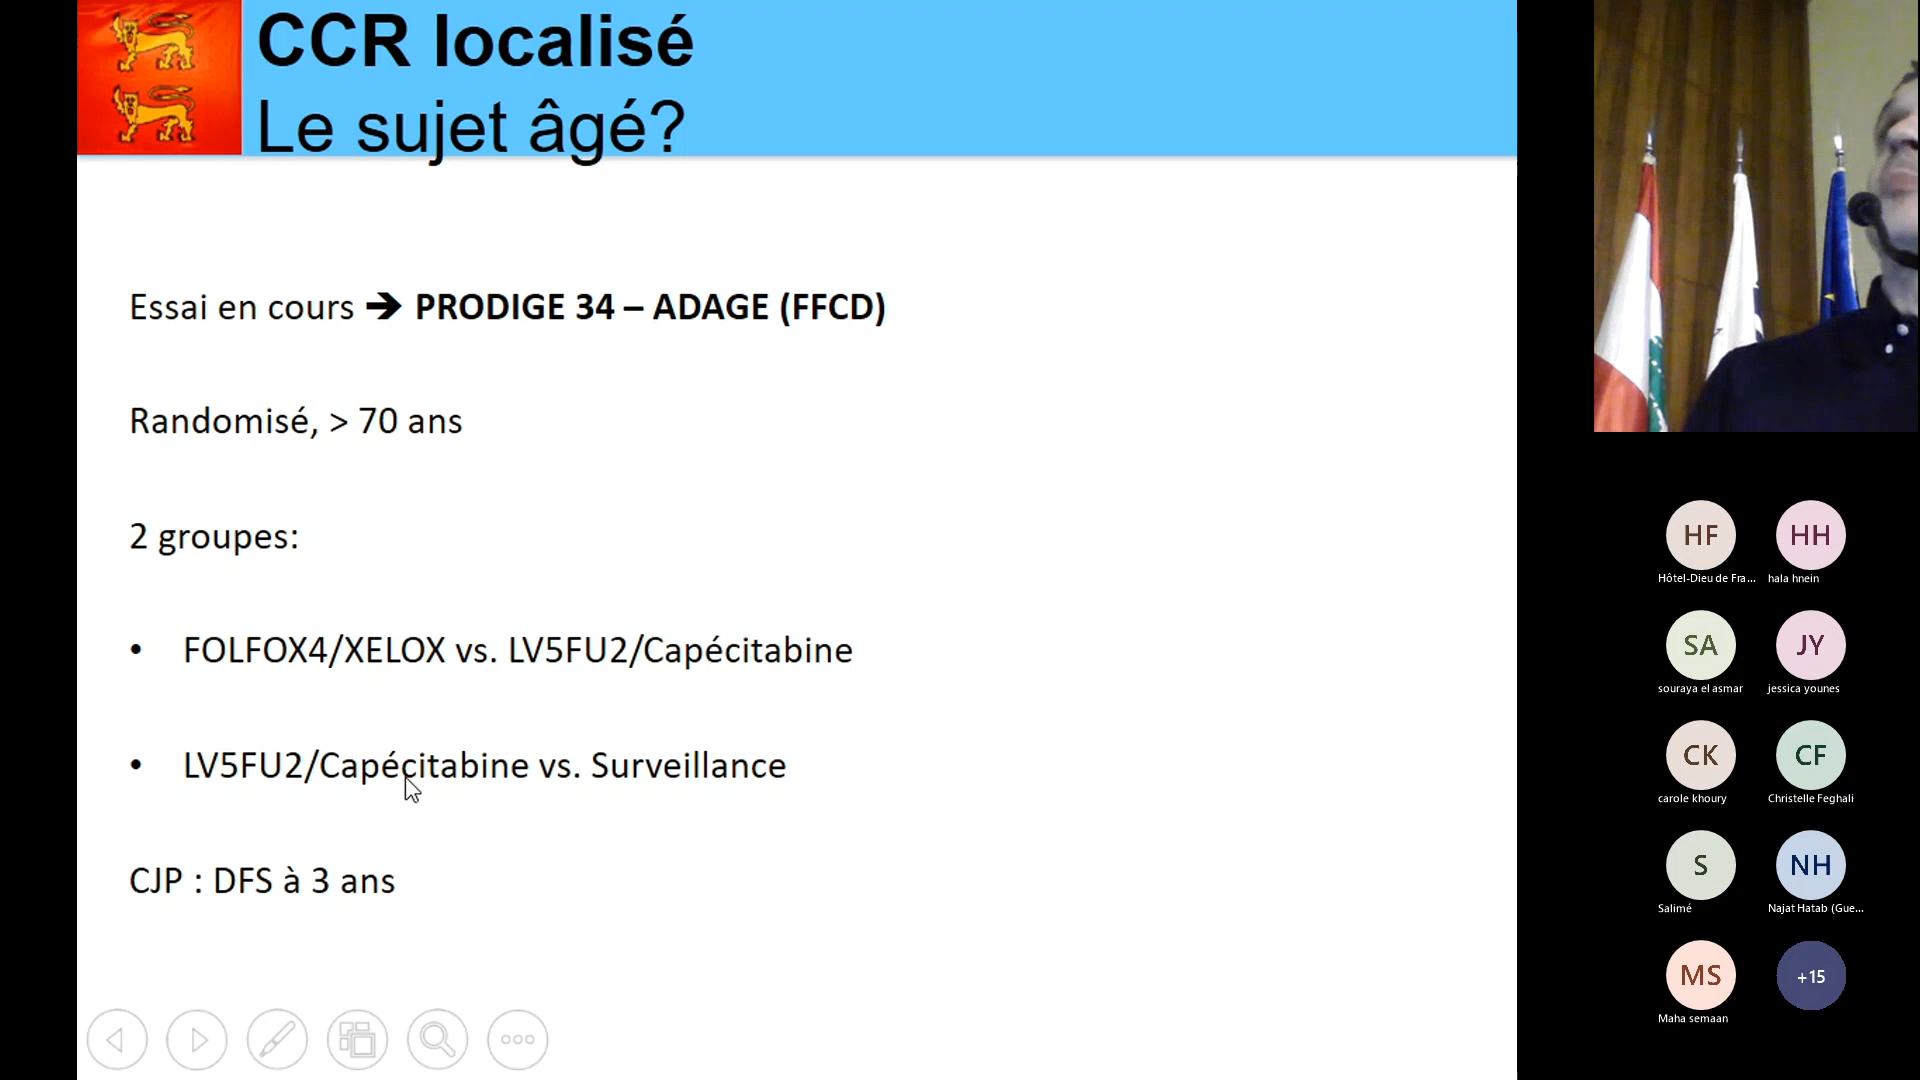 CCR localisé
Le sujet âgé?
Essai en cours ➔ PRODIGE 34 – ADAGE (FFCD)
Randomisé, > 70 ans
2 groupes:
• FOLFOX4/XELOX vs. LV5FU2/Capécitabine
• LV5FU2/Capécitabine vs. Surveillance
CJP : DFS à 3 ans
HF
Hôtel-Dieu de Fra...
HH
hala hnein
SA
souraya el asmar
JY
jessica younes
CK
carole khoury
CF
Christelle Feghali
S
Salimé
NH
Najat Hatab (Gue...
MS
Maha semaan
+15